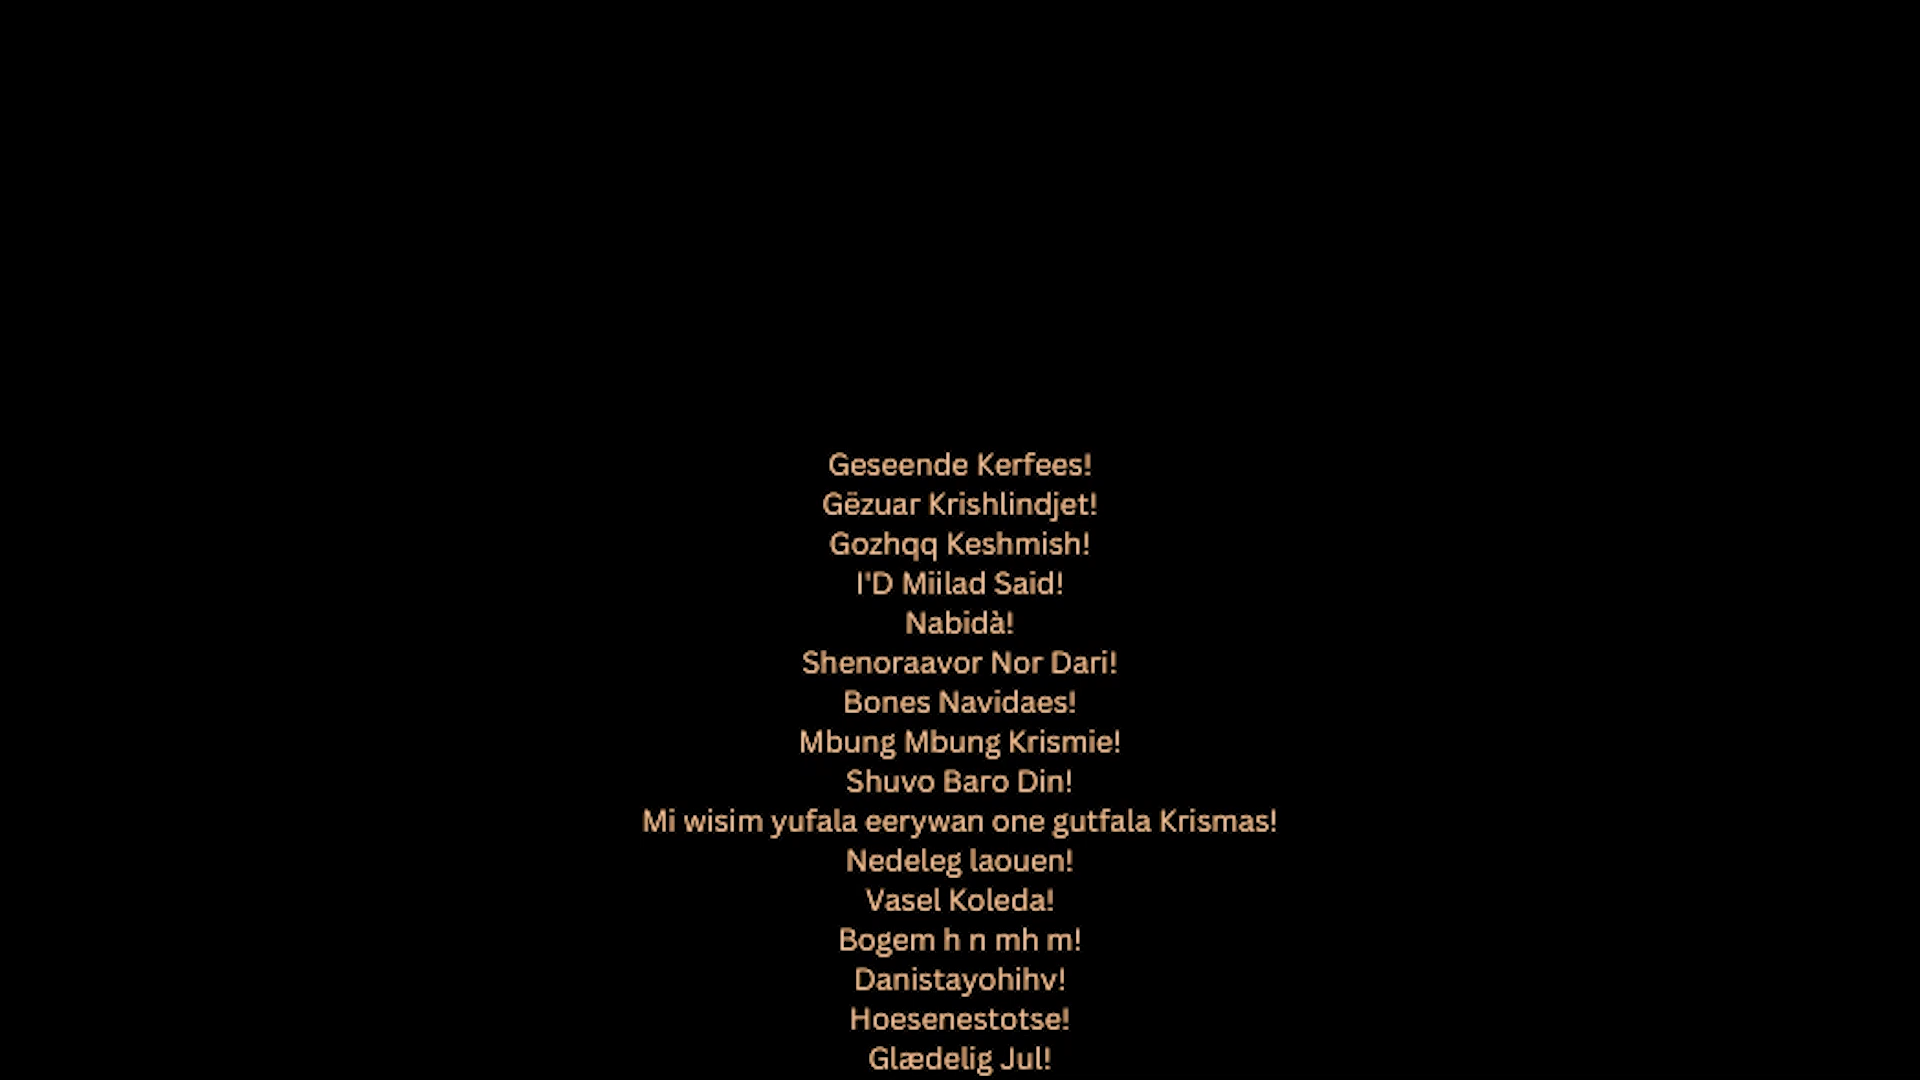 Geseende Kerfees!
Gëzuar Krishlindjet!
Gozhqq Keshmish!
I'D Miilad Said!
Nabidà!
Shenoraavor Nor Dari!
Bones Navidaes!
Mbung Mbung Krismie!
Shuvo Baro Din!
Mi wisim yufala eerywan one gutfala Krismas!
Nedeleg laouen!
Vasel Koleda!
Bogem h n mh m!
Danistayohihv!
Hoesenestotse!
Glædelig Jul!